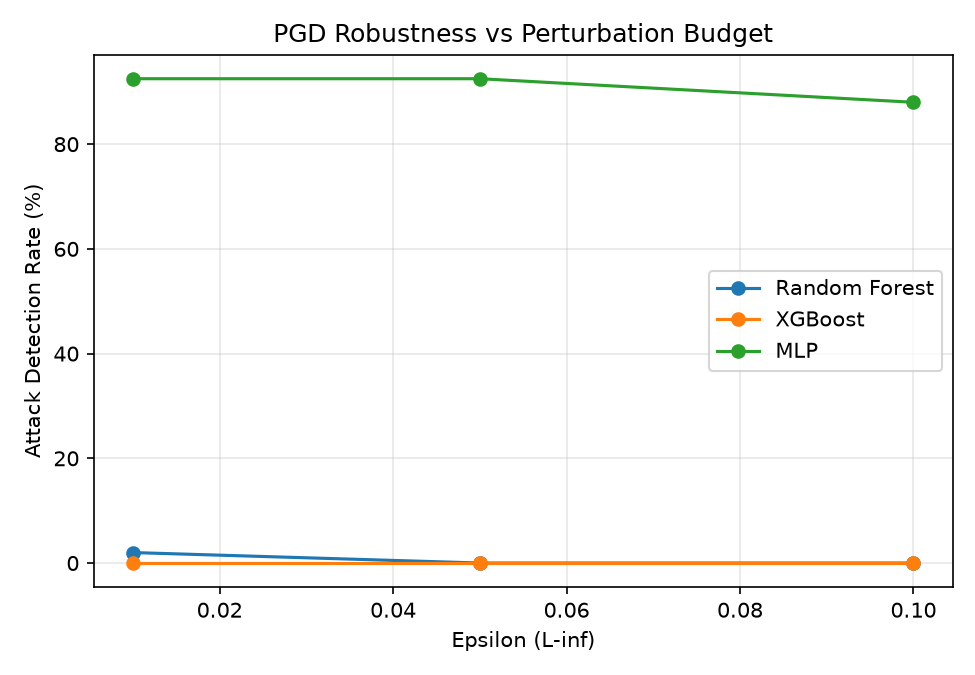 PGD Robustness vs Perturbation Budget
Attack Detection Rate (%)
80
60
40
20
0
Random Forest
XGBoost
MLP
0.02 0.04 0.06 0.08 0.10
Epsilon (L-inf)